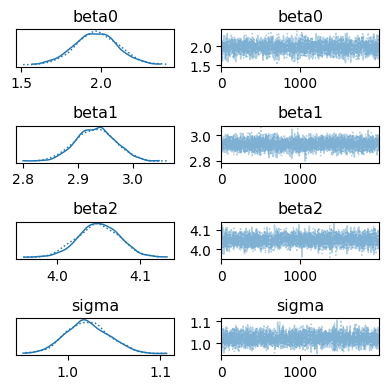 beta0 beta0
2.0
1.5
1.5 2.0 0 1000
beta1 beta1
3.0
2.8
2.8 2.9 3.0 0 1000
beta2 beta2
4.1
4.0
4.0 4.1 0 1000
sigma sigma
1.1
1.0
1.0 1.1 0 1000